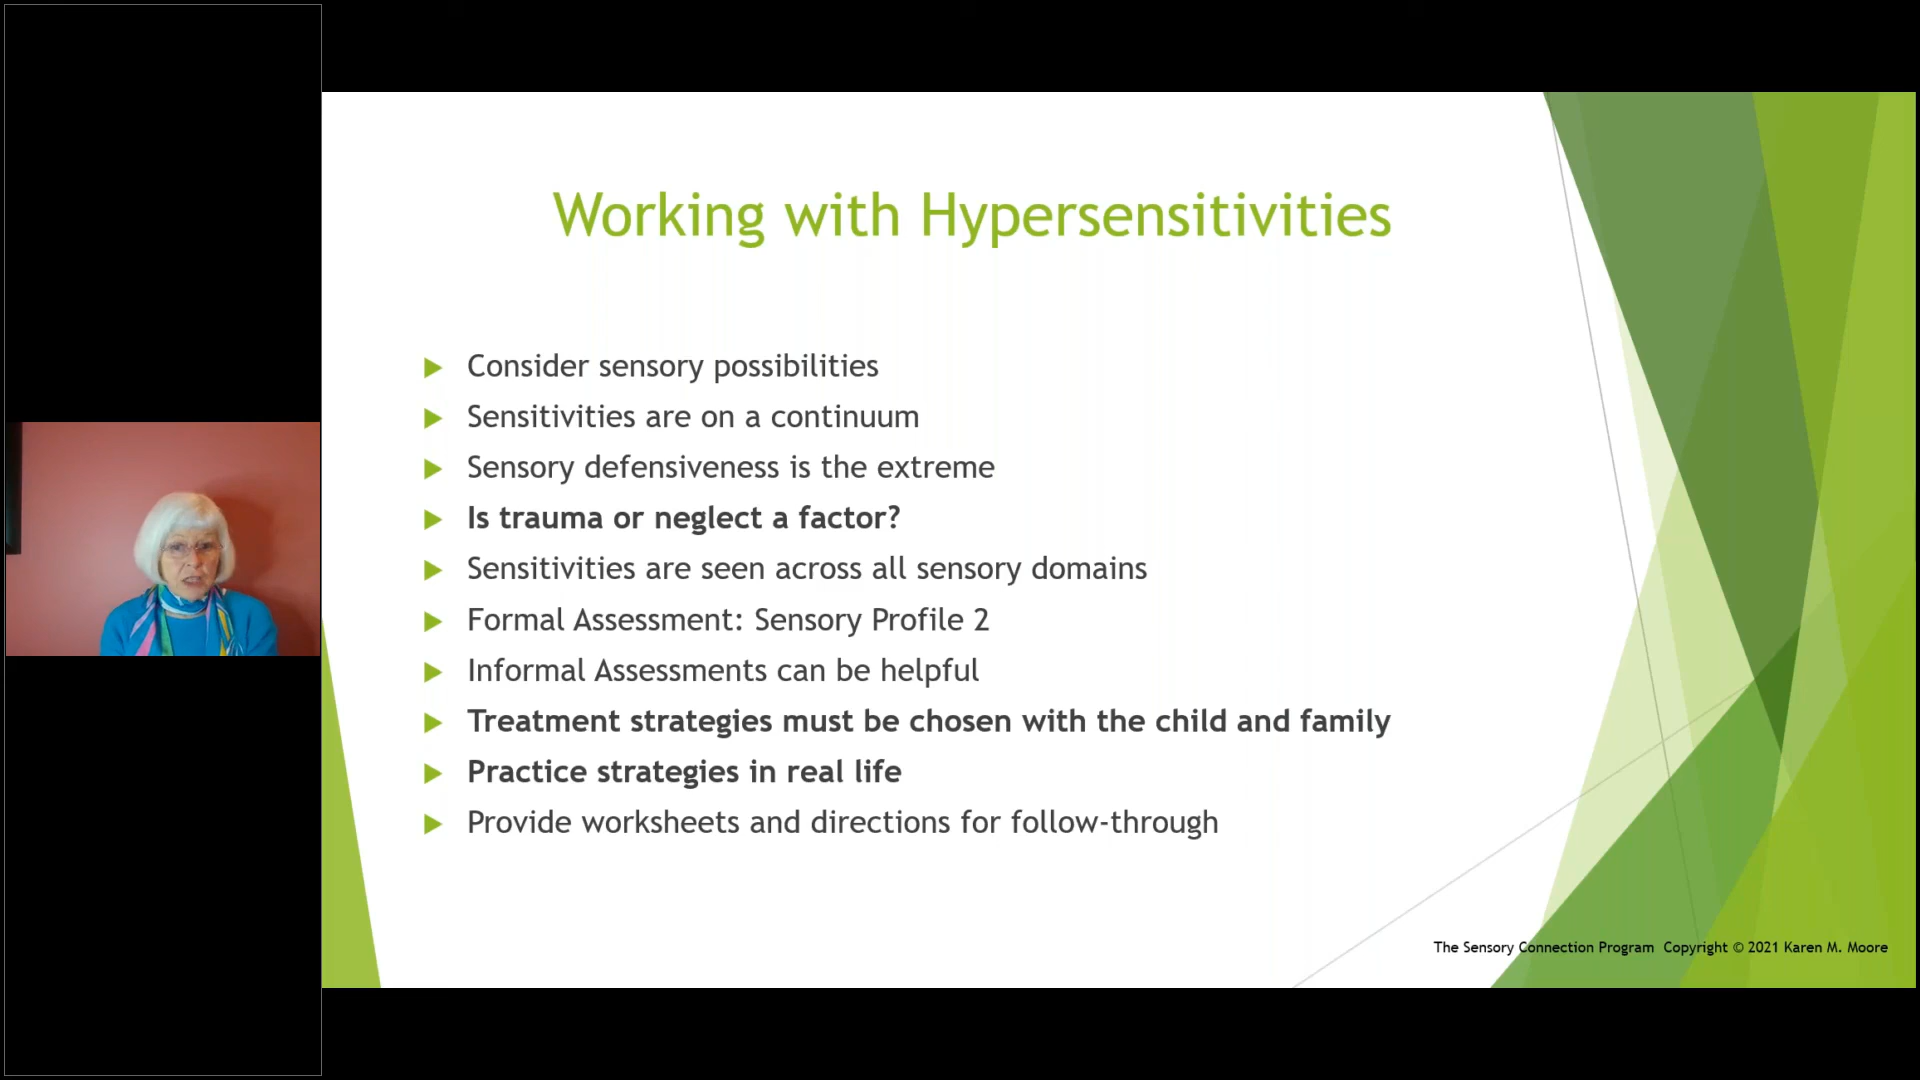 Working with Hypersensitivities
Consider sensory possibilities
Sensitivities are on a continuum
Sensory defensiveness is the extreme
Is trauma or neglect a factor?
Sensitivities are seen across all sensory domains
Formal Assessment: Sensory Profile 2
Informal Assessments can be helpful
Treatment strategies must be chosen with the child and family
Practice strategies in real life
Provide worksheets and directions for follow-through
The Sensory Connection Program Copyright © 2021 Karen M. Moore